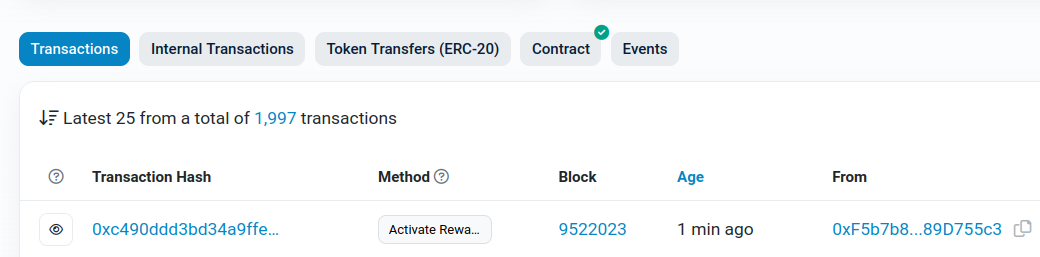 Transactions Internal Transactions Token Transfers (ERC-20) Contract Events
Latest 25 from a total of 1,997 transactions
Transaction Hash Method Block Age From
0xc490ddd3bd34a9ffe... Activate Rewa... 9522023 1 min ago 0xF5b7b8...89D755c3